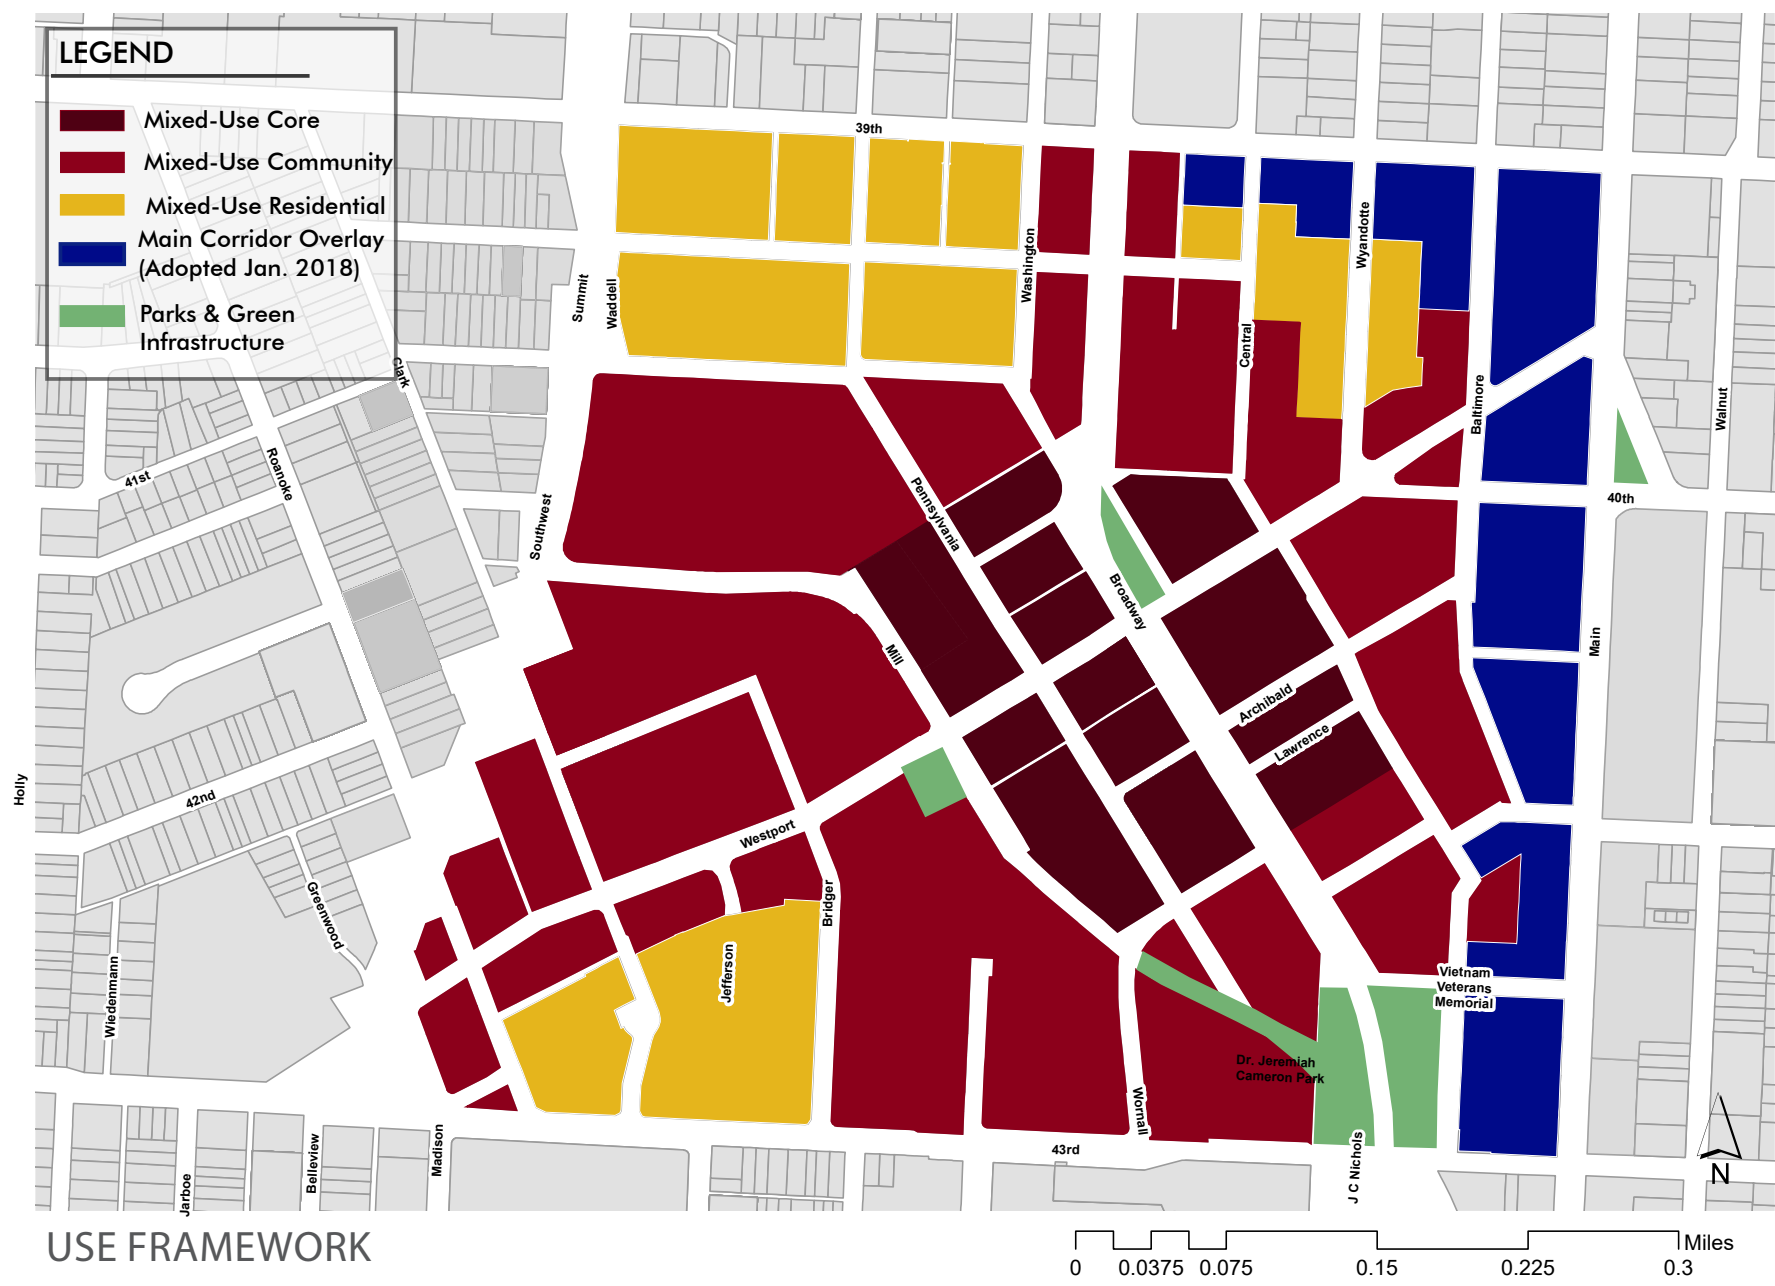 LEGEND
Mixed-Use Core
Mixed-Use Community
Mixed-Use Residential
Main Corridor Overlay
(Adopted Jan. 2018)
Parks & Green
Infrastructure
39th
Summit
Waddell
Washington
Wyandotte
Central
Clark
Baltimore
Walnut
41st
Roanoke
Southwest
Pennsylvania
40th
Broadway
Mill
Main
Archibald
Lawrence
Holly
42nd
Westport
Greenwood
Bridger
Wiedenmann
Jefferson
Vietnam
Veterans
Memorial
Dr. Jeremiah
Cameron Park
Wornall
43rd
J C Nichols
Jarboe
Belleview
Madison
N
USE FRAMEWORK
Miles
0 0.0375 0.075 0.15 0.225 0.3